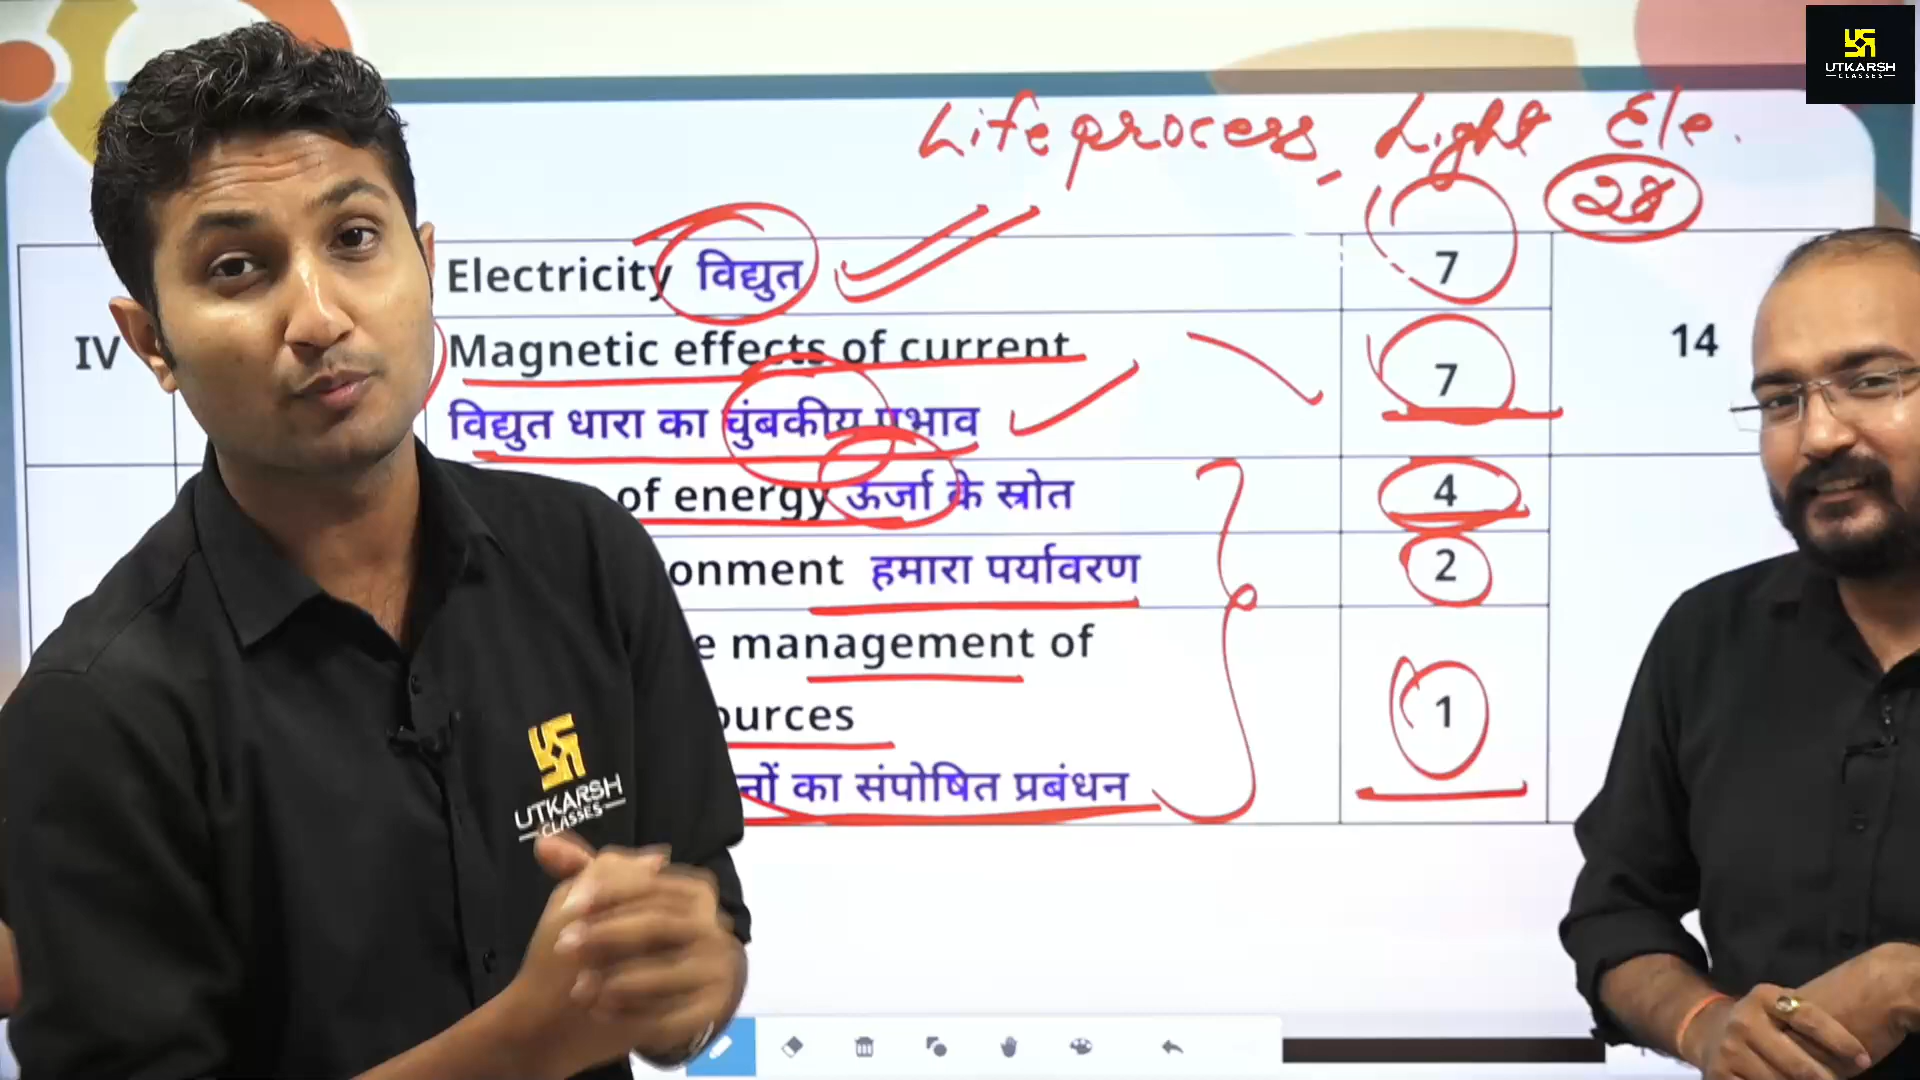 UTKARSH
CLASSES
Life process, Light Ele.
28
Electricity विद्युत 7
IV Magnetic effects of current 7 14
विद्युत धारा का चुंबकीय प्रभाव
of energy ऊर्जा के स्रोत 4
onment हमारा पर्यावरण 2
e management of
ources 1
नों का संपोषित प्रबंधन
UTKARSH
CLASSES